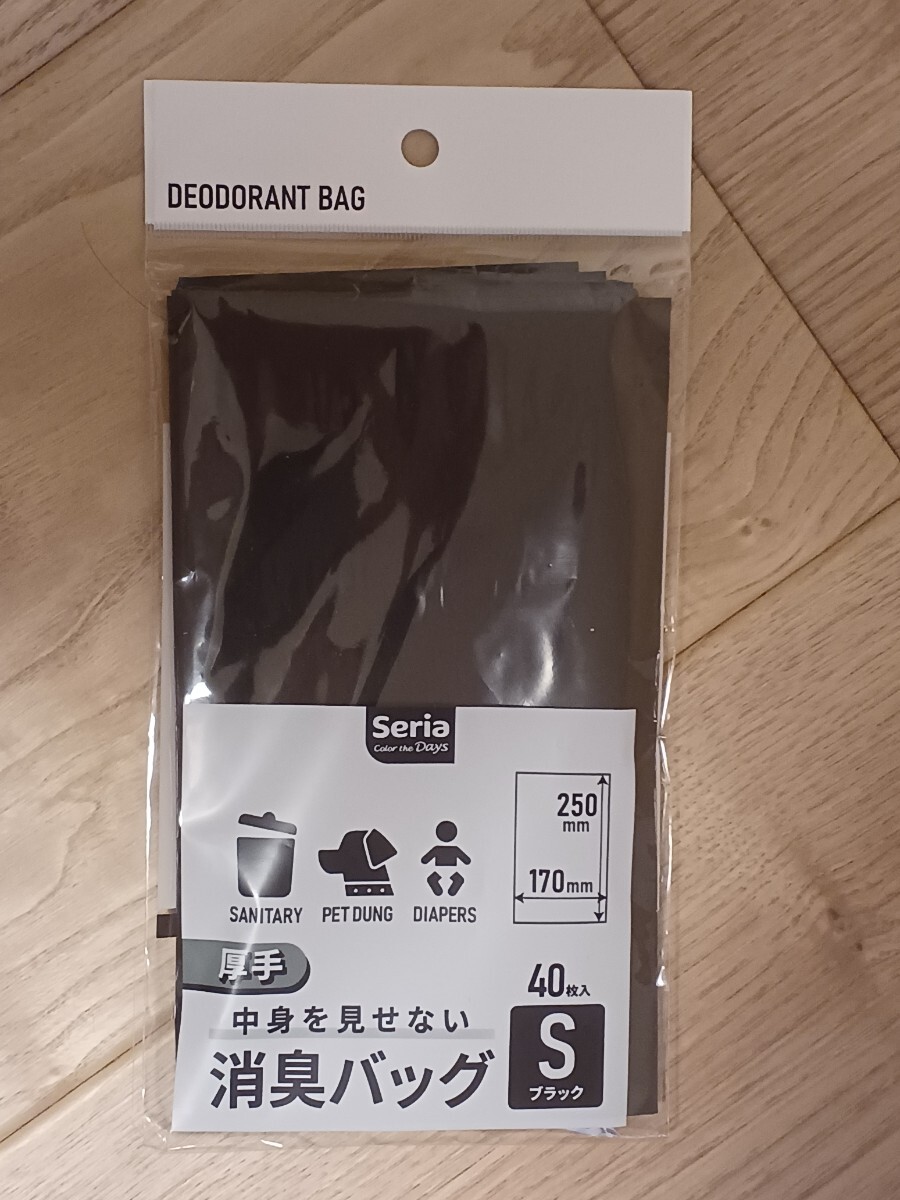 DEODORANT BAG
Seria
Color the Days
250
mm
170mm
SANITARY
PET DUNG
DIAPERS
厚手
40枚入
中身を見せない
消臭バッグ
S
ブラック